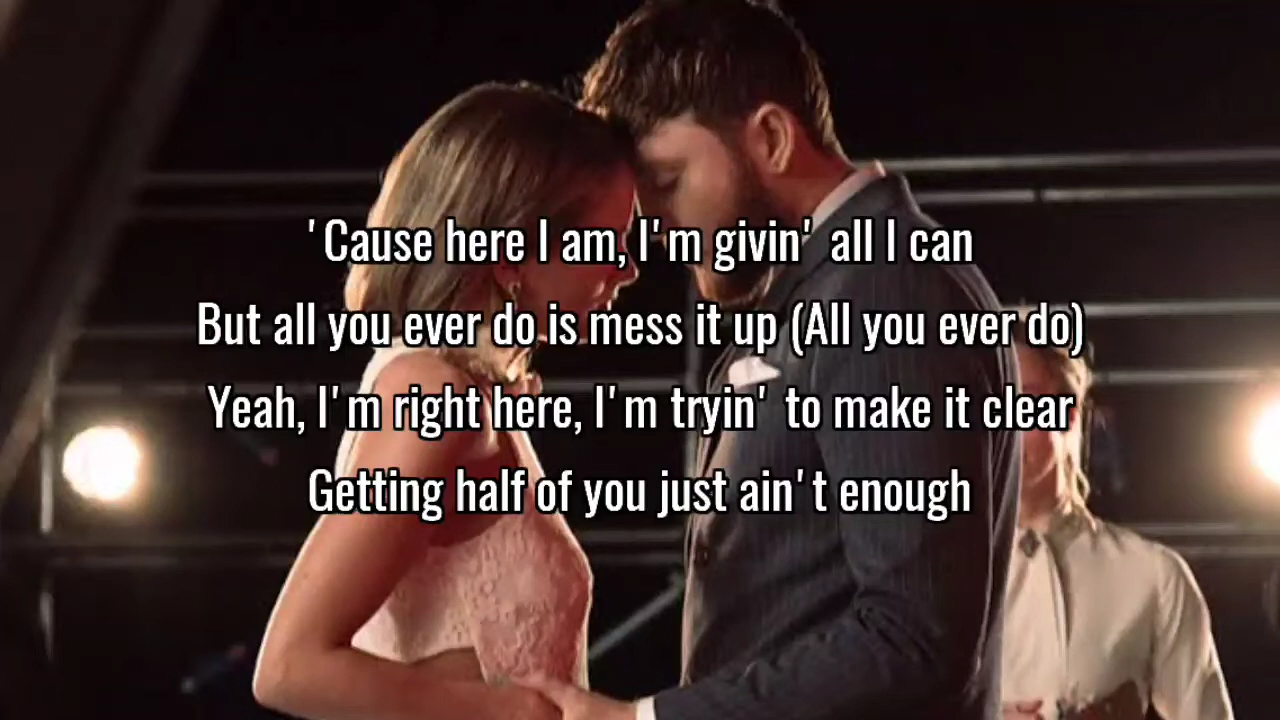 'Cause here I am, I'm givin' all I can
But all you ever do is mess it up (All you ever do)
Yeah, I'm right here, I'm tryin' to make it clear
Getting half of you just ain't enough